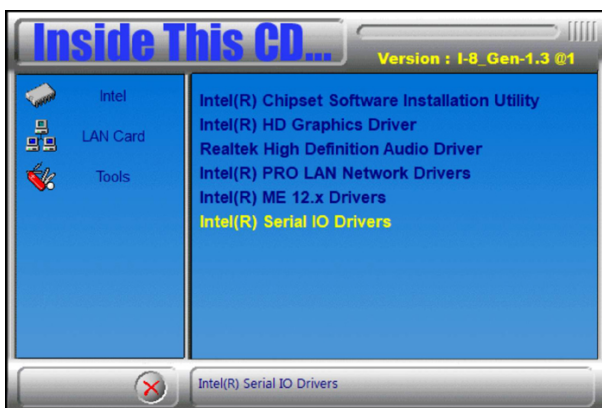 Inside This CD...
Version : I-8_Gen-1.3 @1
Intel
LAN Card
Tools
Intel(R) Chipset Software Installation Utility
Intel(R) HD Graphics Driver
Realtek High Definition Audio Driver
Intel(R) PRO LAN Network Drivers
Intel(R) ME 12.x Drivers
Intel(R) Serial IO Drivers
Intel(R) Serial IO Drivers